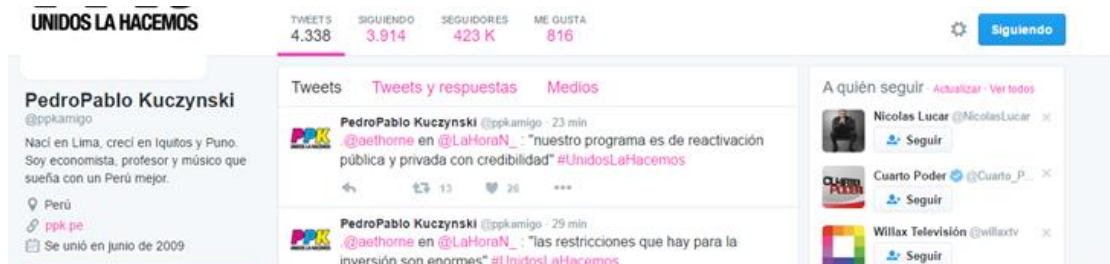 UNIDOS LA HACEMOS
TWEETS
4.338
SIGUIENDO
3.914
SEGUIDORES
423 K
ME GUSTA
816
Siguiendo
PedroPablo Kuczynski
@ppkamigo
Nací en Lima, crecí en Iquitos y Puno.
Soy economista, profesor y músico que
sueña con un Perú mejor.
Perú
ppk.pe
Se unió en junio de 2009
Tweets Tweets y respuestas Medios
PPK
PedroPablo Kuczynski @ppkamigo · 23 min
.@aethorne en @LaHoraN_ : "nuestro programa es de reactivación
pública y privada con credibilidad" #UnidosLaHacemos
13 26
PPK
PedroPablo Kuczynski @ppkamigo · 29 min
.@aethorne en @LaHoraN_ : "las restricciones que hay para la
inversión son enormes" #UnidosLaHacemos
A quién seguir · Actualizar · Ver todos
Nicolas Lucar @NicolasLucar
Seguir
CUARTO PODER
Cuarto Poder @Cuarto_P...
Seguir
Willax Televisión @willaxtv
Seguir